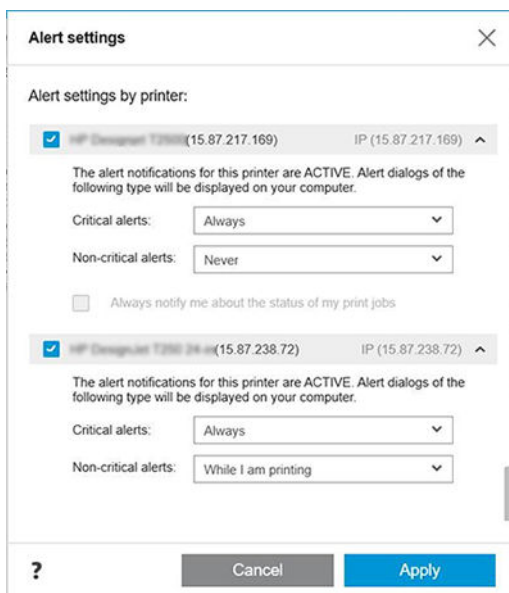 Alert settings
Alert settings by printer:
(15.87.217.169) IP (15.87.217.169)
The alert notifications for this printer are ACTIVE. Alert dialogs of the
following type will be displayed on your computer.
Critical alerts: Always
Non-critical alerts: Never
Always notify me about the status of my print jobs
(15.87.238.72) IP (15.87.238.72)
The alert notifications for this printer are ACTIVE. Alert dialogs of the
following type will be displayed on your computer.
Critical alerts: Always
Non-critical alerts: While I am printing
? Cancel Apply